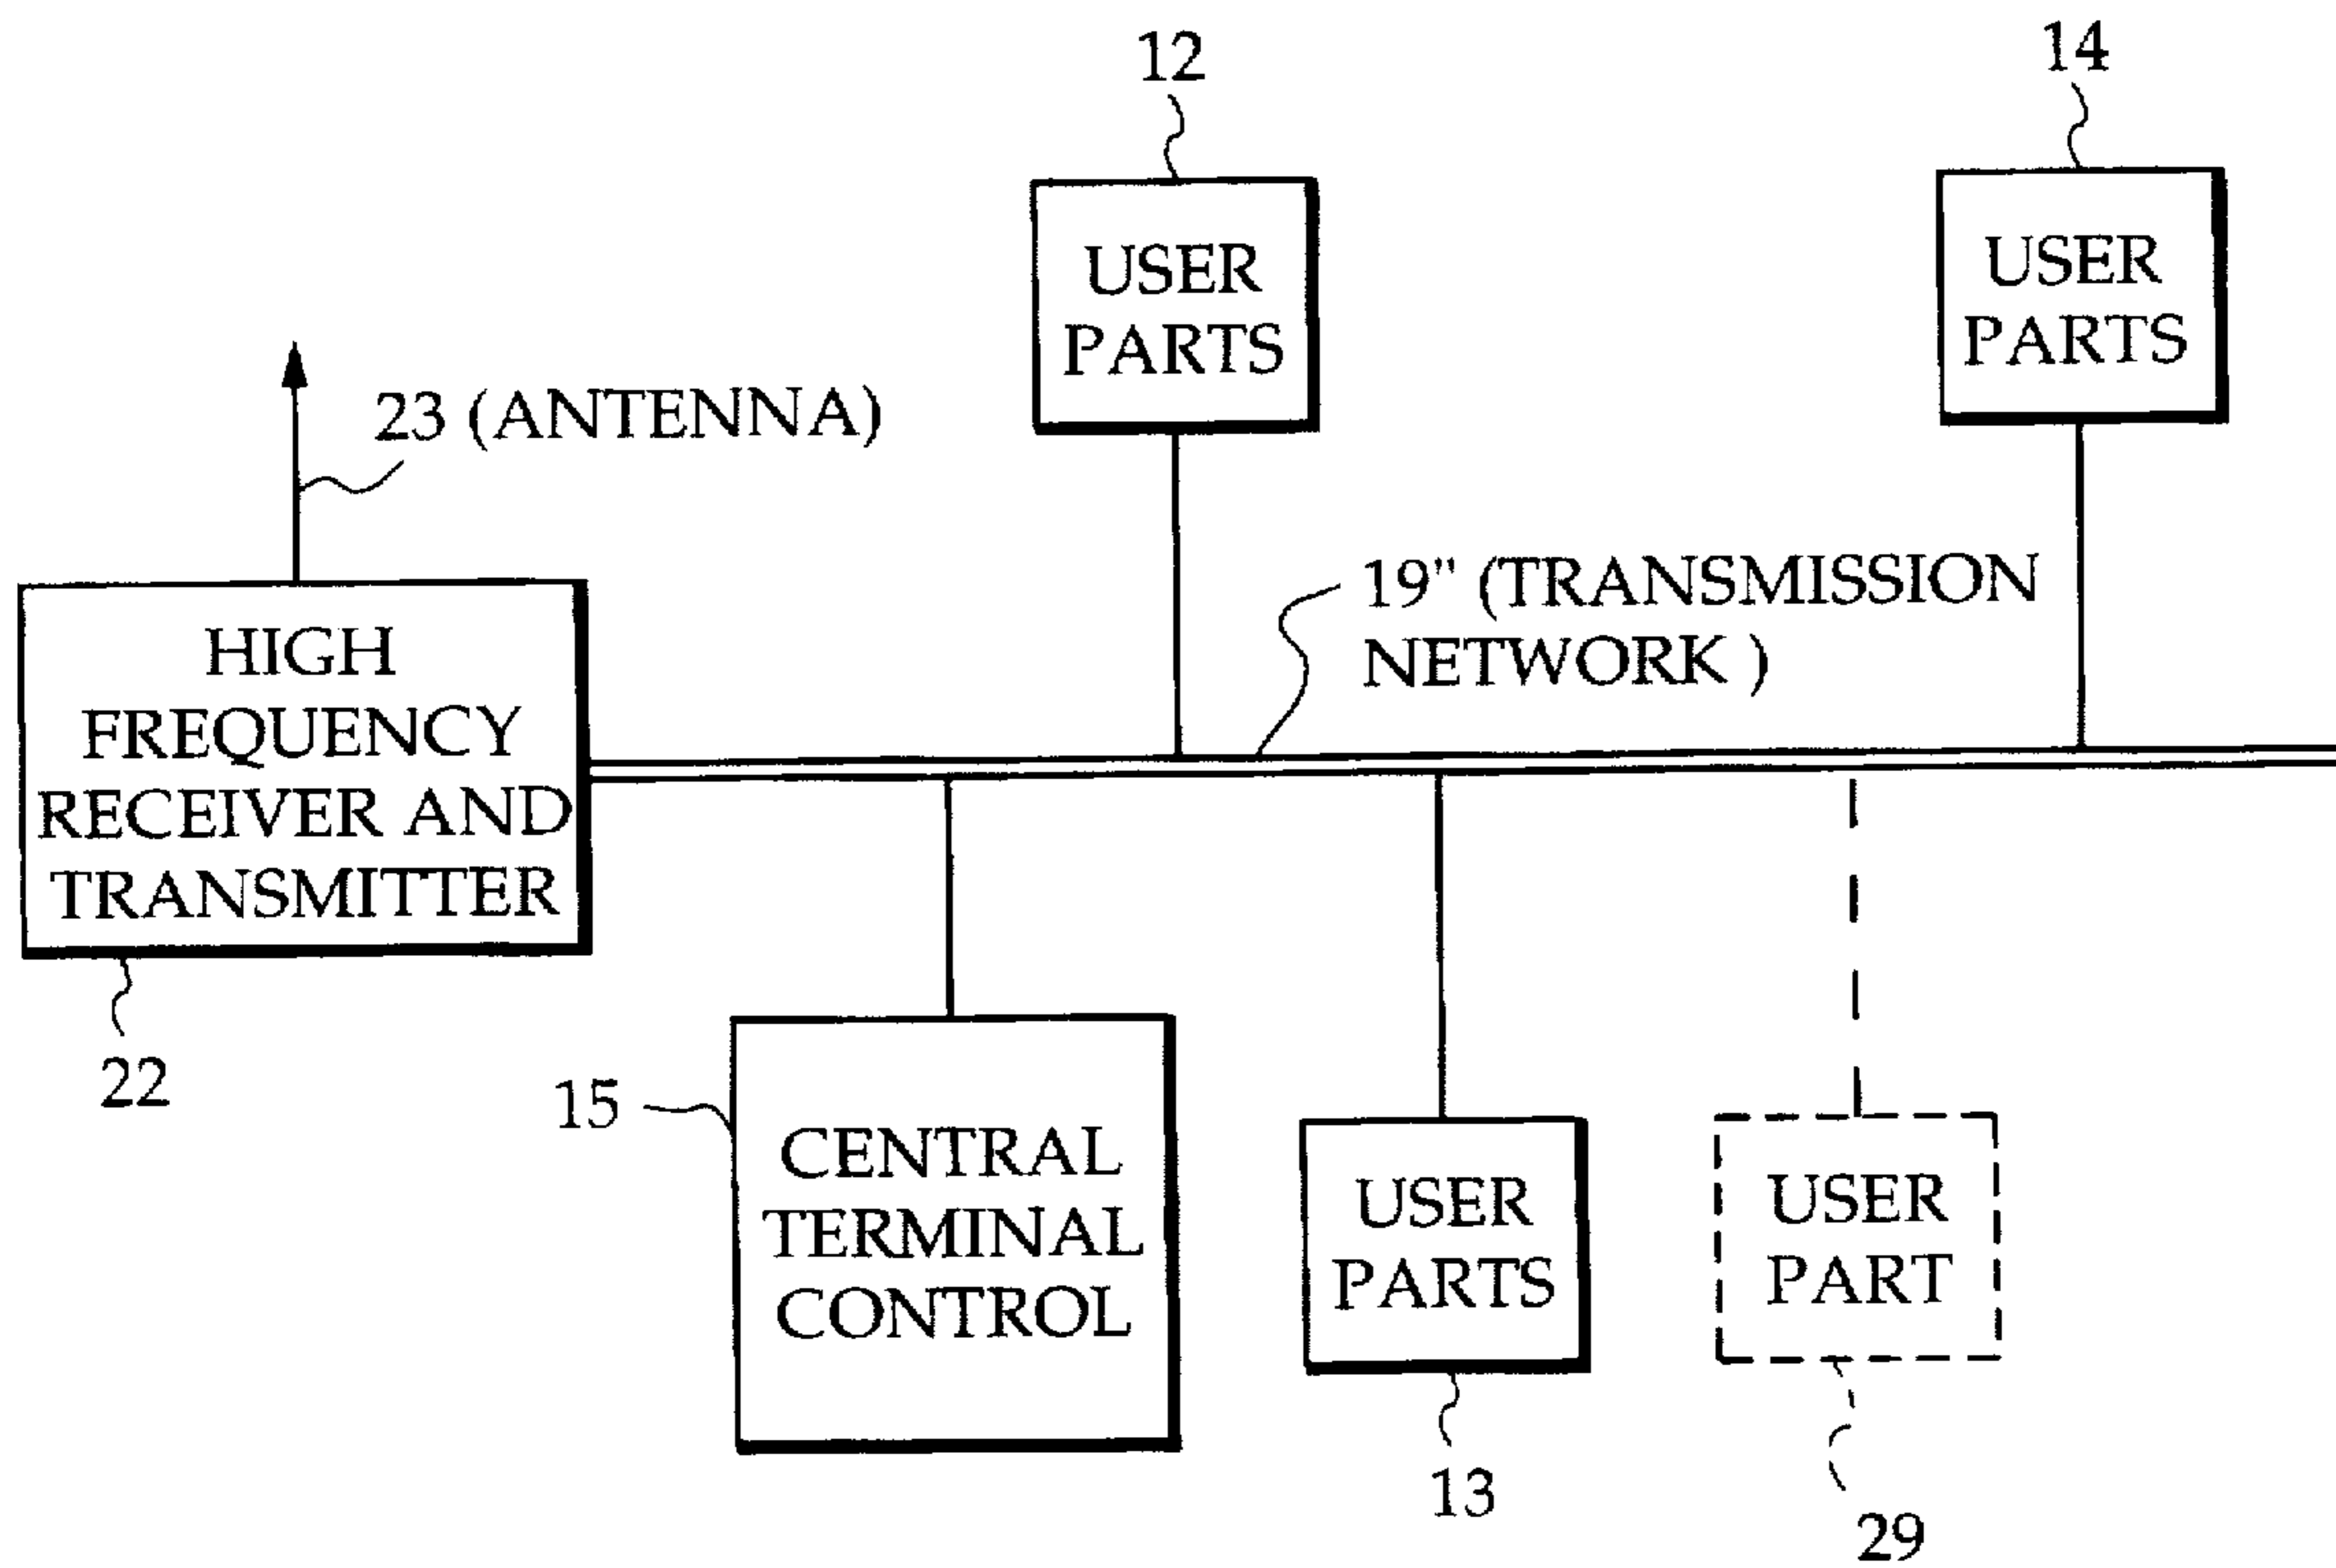 12
14
USER
PARTS
USER
PARTS
23 (ANTENNA)
19" (TRANSMISSION
NETWORK )
HIGH
FREQUENCY
RECEIVER AND
TRANSMITTER
22
15
CENTRAL
TERMINAL
CONTROL
USER
PARTS
USER
PART
13
29